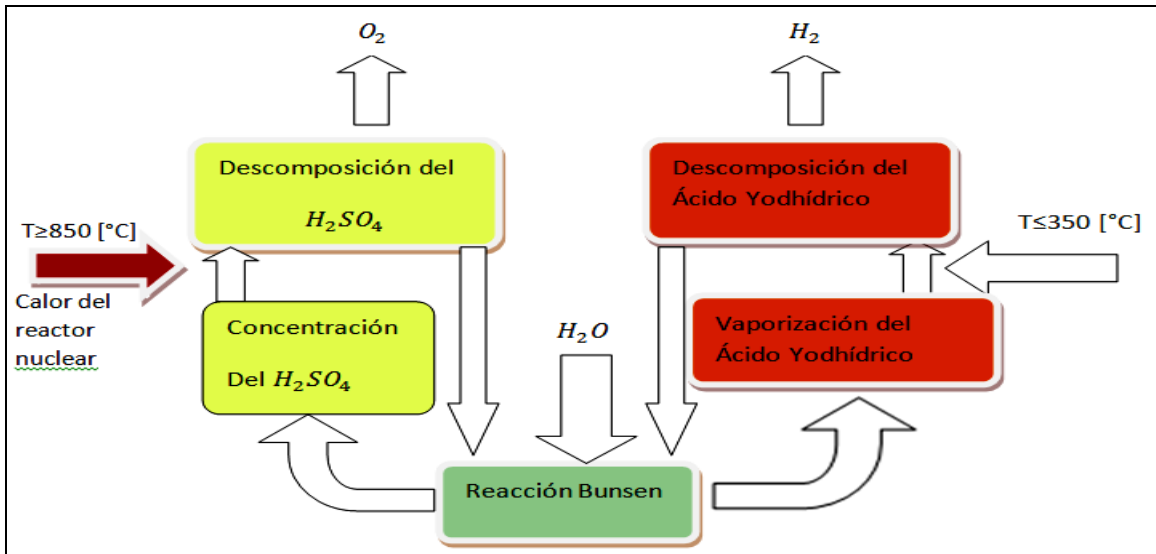 O₂
H₂
Descomposición del
H₂SO₄
Descomposición del
Ácido Yodhídrico
T≥850 [°C]
T≤350 [°C]
Calor del
reactor
nuclear
Concentración
Del H₂SO₄
H₂O
Vaporización del
Ácido Yodhídrico
Reacción Bunsen